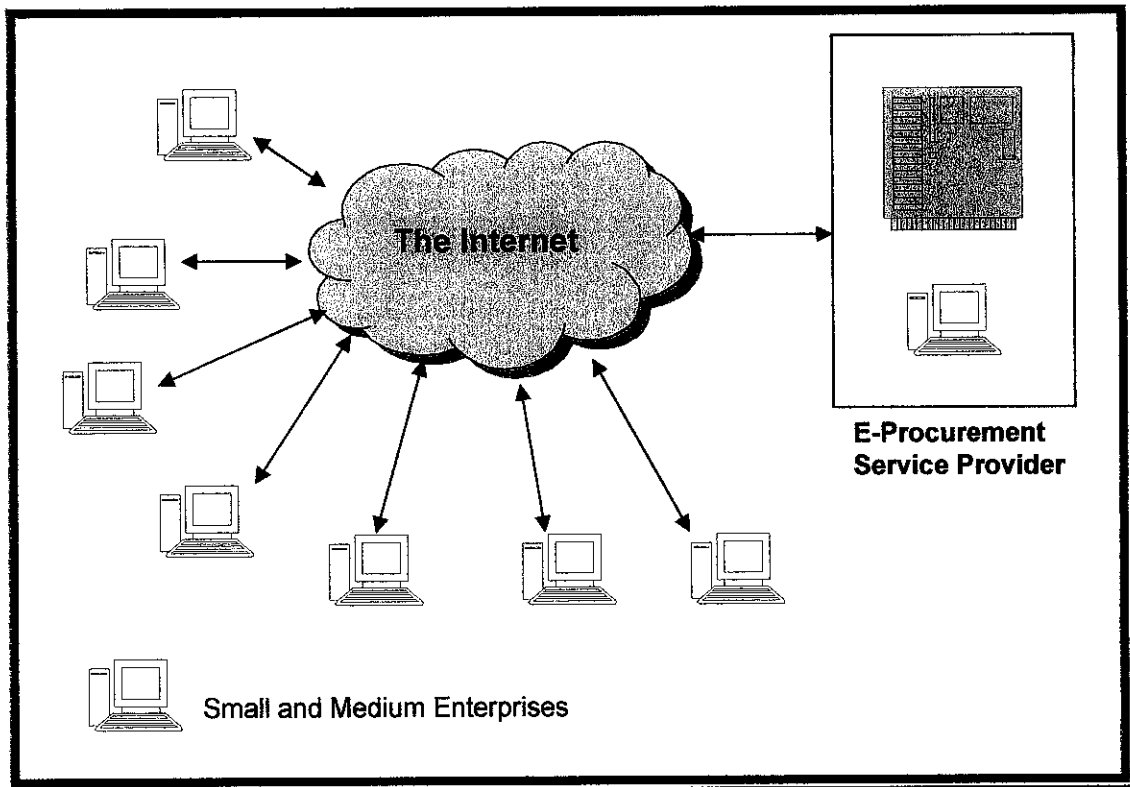 The Internet
E-Procurement
Service Provider
Small and Medium Enterprises